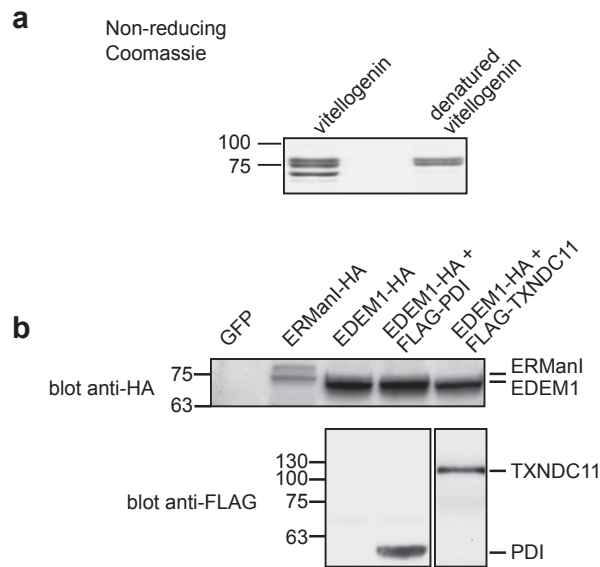 a
Non-reducing
Coomassie
vitellogenin
denatured
vitellogenin
100
75
b
GFP
ERManI-HA
EDEM1-HA
EDEM1-HA +
FLAG-PDI
EDEM1-HA +
FLAG-TXNDC11
blot anti-HA
75
63
ERManI
EDEM1
blot anti-FLAG
130
100
75
63
TXNDC11
PDI